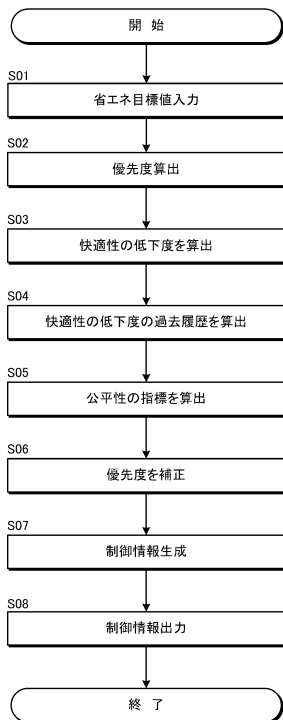 開 始
S01
省エネ目標値入力
S02
優先度算出
S03
快適性の低下度を算出
S04
快適性の低下度の過去履歴を算出
S05
公平性の指標を算出
S06
優先度を補正
S07
制御情報生成
S08
制御情報出力
終 了